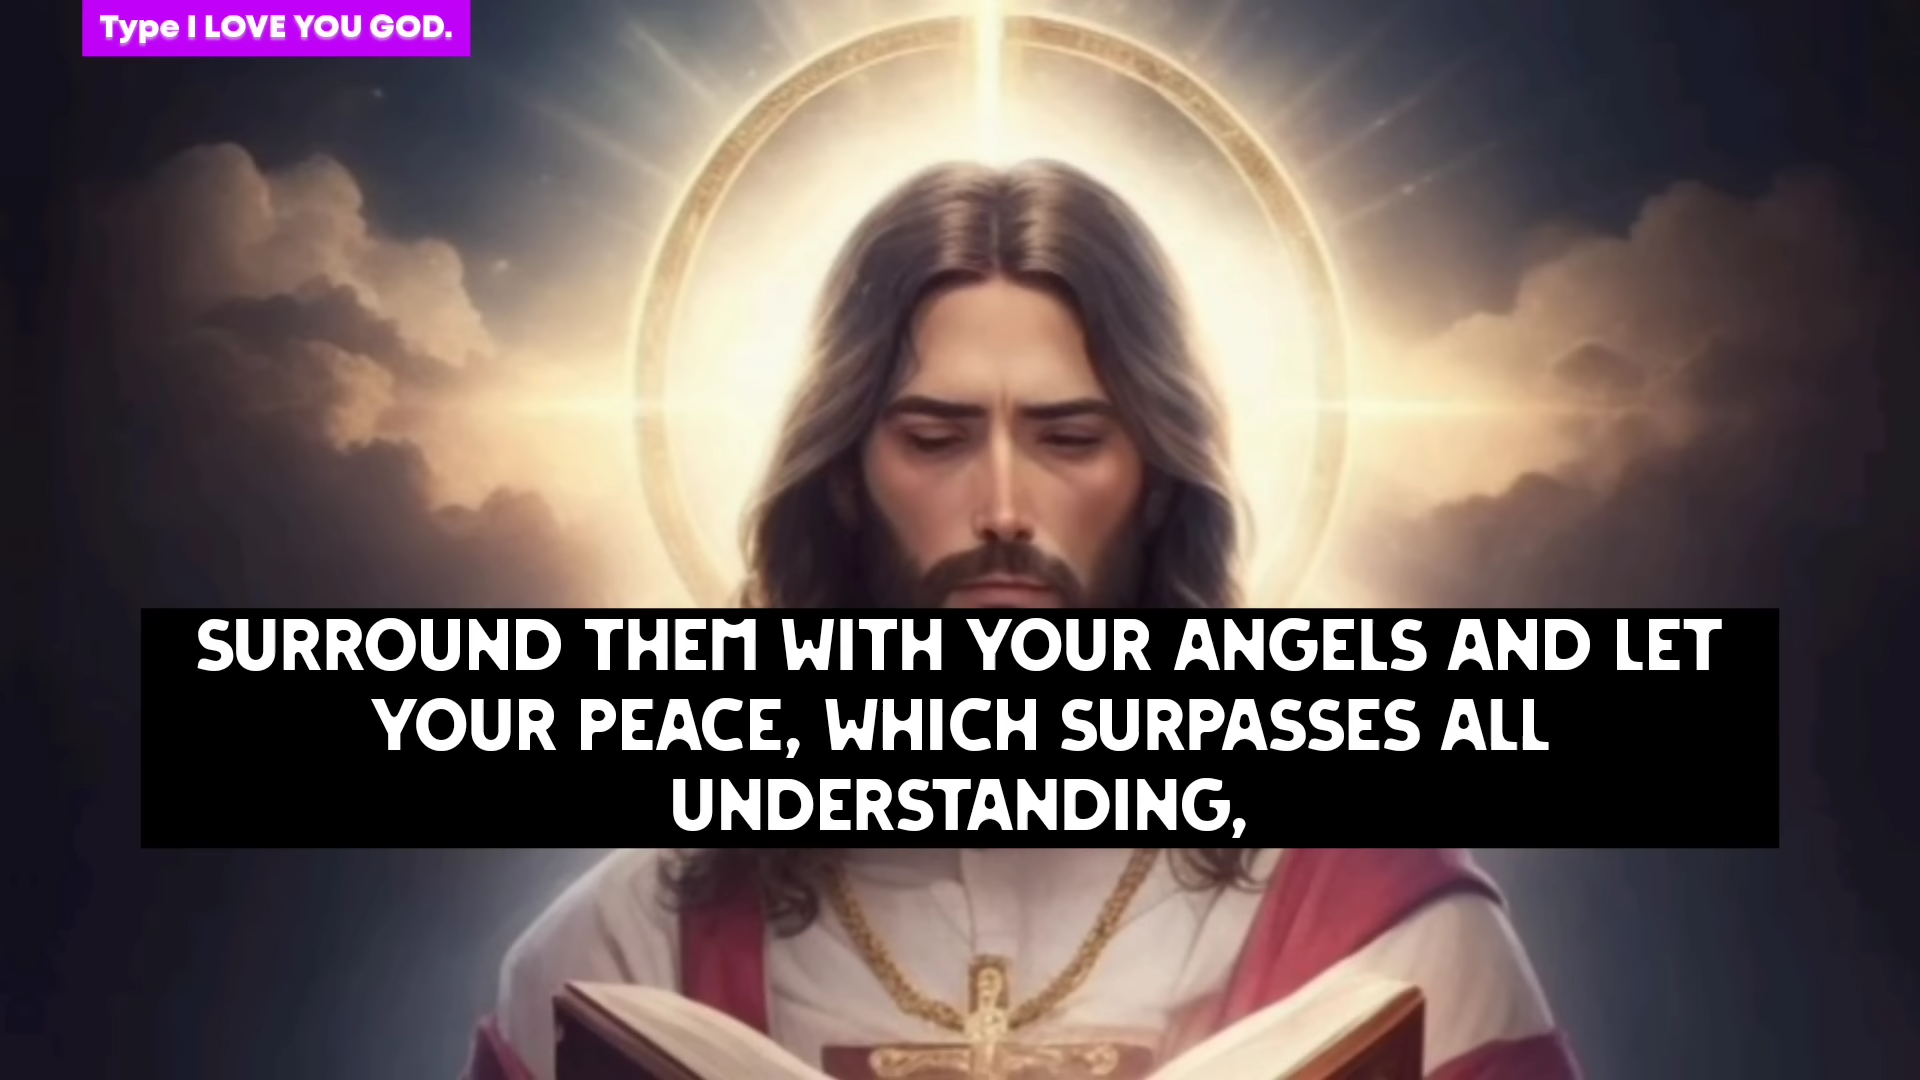 Type I LOVE YOU GOD.
SURROUND THEM WITH YOUR ANGELS AND LET
YOUR PEACE, WHICH SURPASSES ALL
UNDERSTANDING,